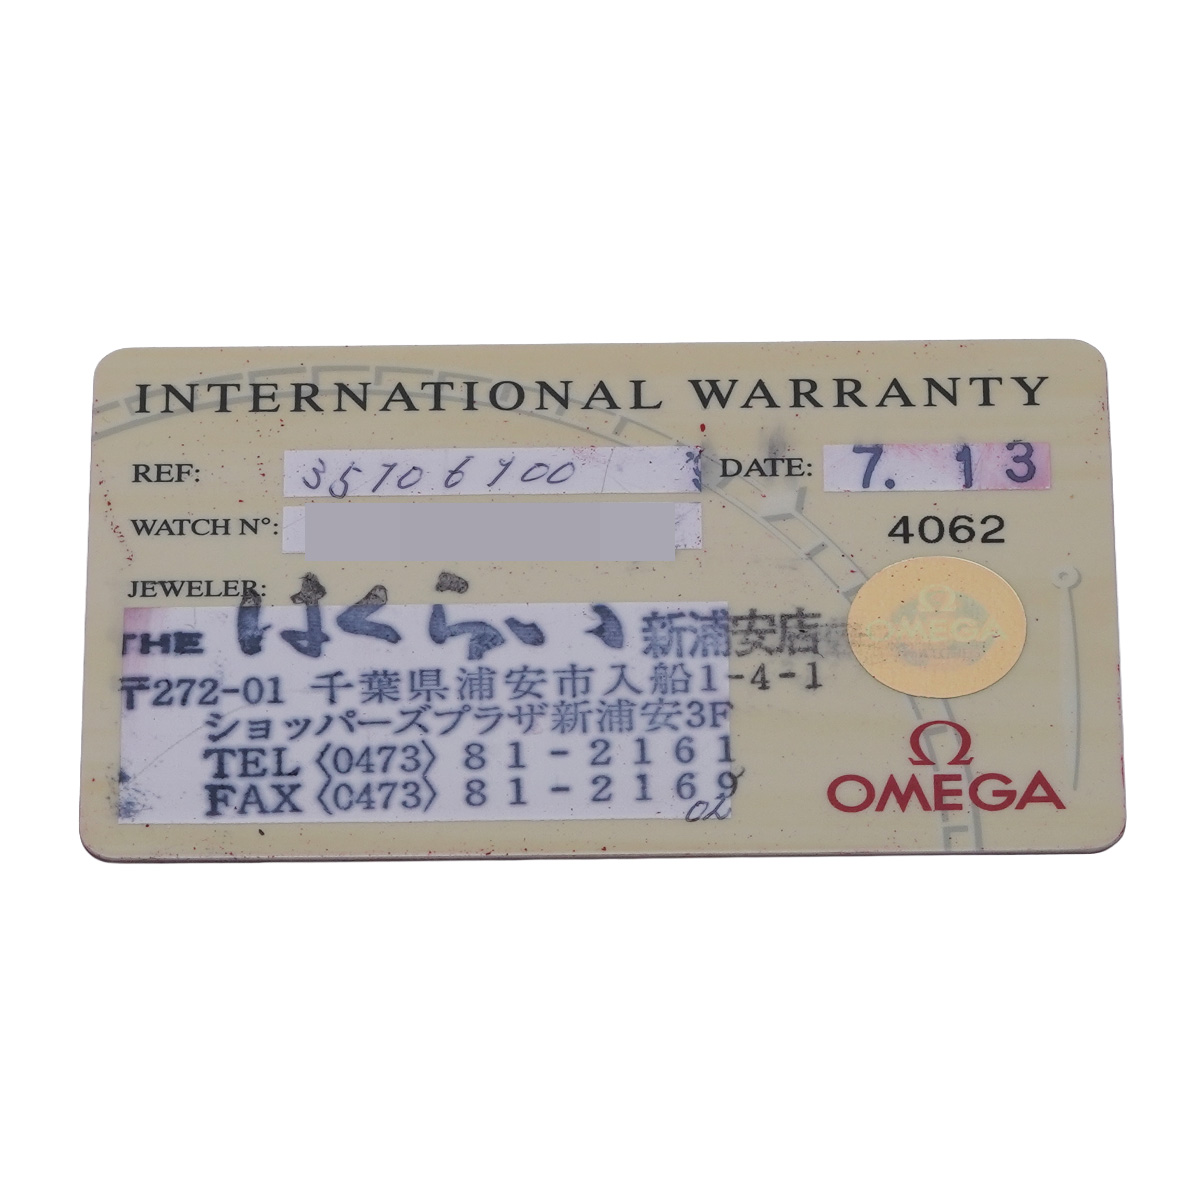 INTERNATIONAL WARRANTY
REF: 35706900 DATE: 7. 13
WATCH N°: 4062
JEWELER:
THE はくらい 新浦安店
〒272-01 千葉県浦安市入船1-4-1
ショッパーズプラザ新浦安3F
TEL〈0473〉81-2161
FAX〈0473〉81-2169
02
Ω
OMEGA
Ω
OMEGA